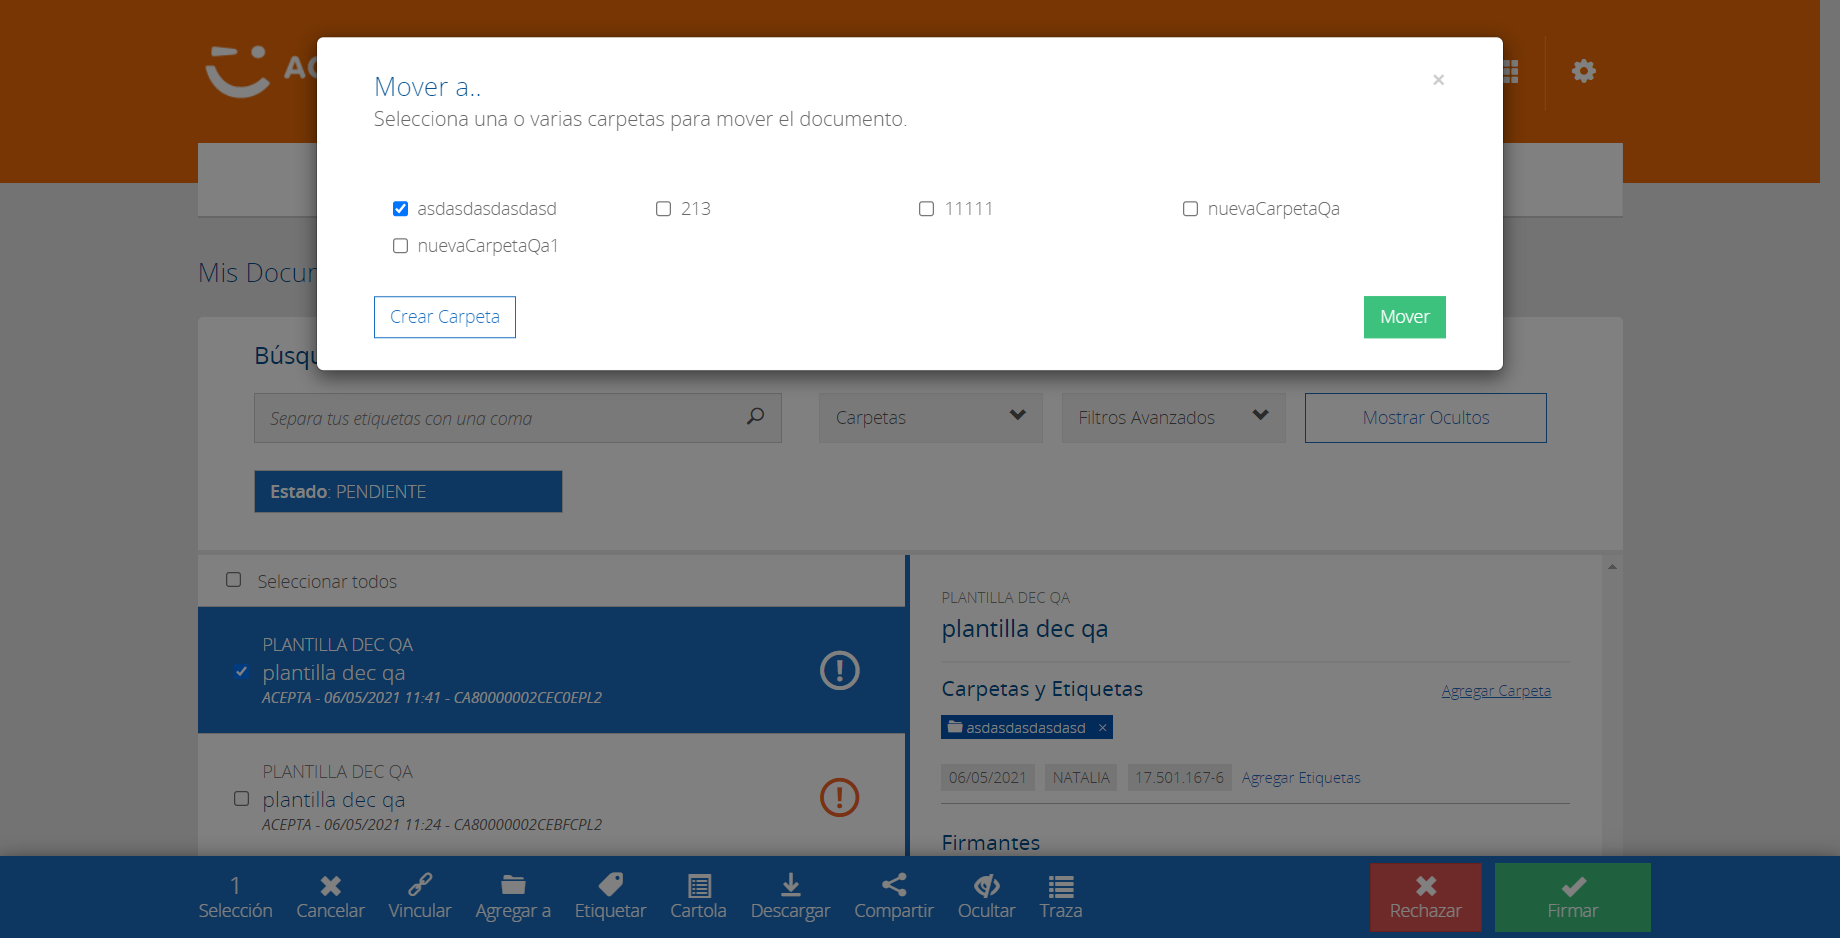 AC
Mover a..
×
Selecciona una o varias carpetas para mover el documento.
asdasdasdasdasd
213
11111
nuevaCarpetaQa
nuevaCarpetaQa1
Crear Carpeta
Mover
Mis Docum
Búsqu
Separa tus etiquetas con una coma
Carpetas
Filtros Avanzados
Mostrar Ocultos
Estado: PENDIENTE
Seleccionar todos
PLANTILLA DEC QA
plantilla dec qa
ACEPTA - 06/05/2021 11:41 - CA80000002CEC0EPL2
PLANTILLA DEC QA
plantilla dec qa
ACEPTA - 06/05/2021 11:24 - CA80000002CEBFCPL2
PLANTILLA DEC QA
plantilla dec qa
Carpetas y Etiquetas
Agregar Carpeta
asdasdasdasdasd ×
06/05/2021
NATALIA
17.501.167-6
Agregar Etiquetas
Firmantes
1
Selección
Cancelar
Vincular
Agregar a
Etiquetar
Cartola
Descargar
Compartir
Ocultar
Traza
Rechazar
Firmar